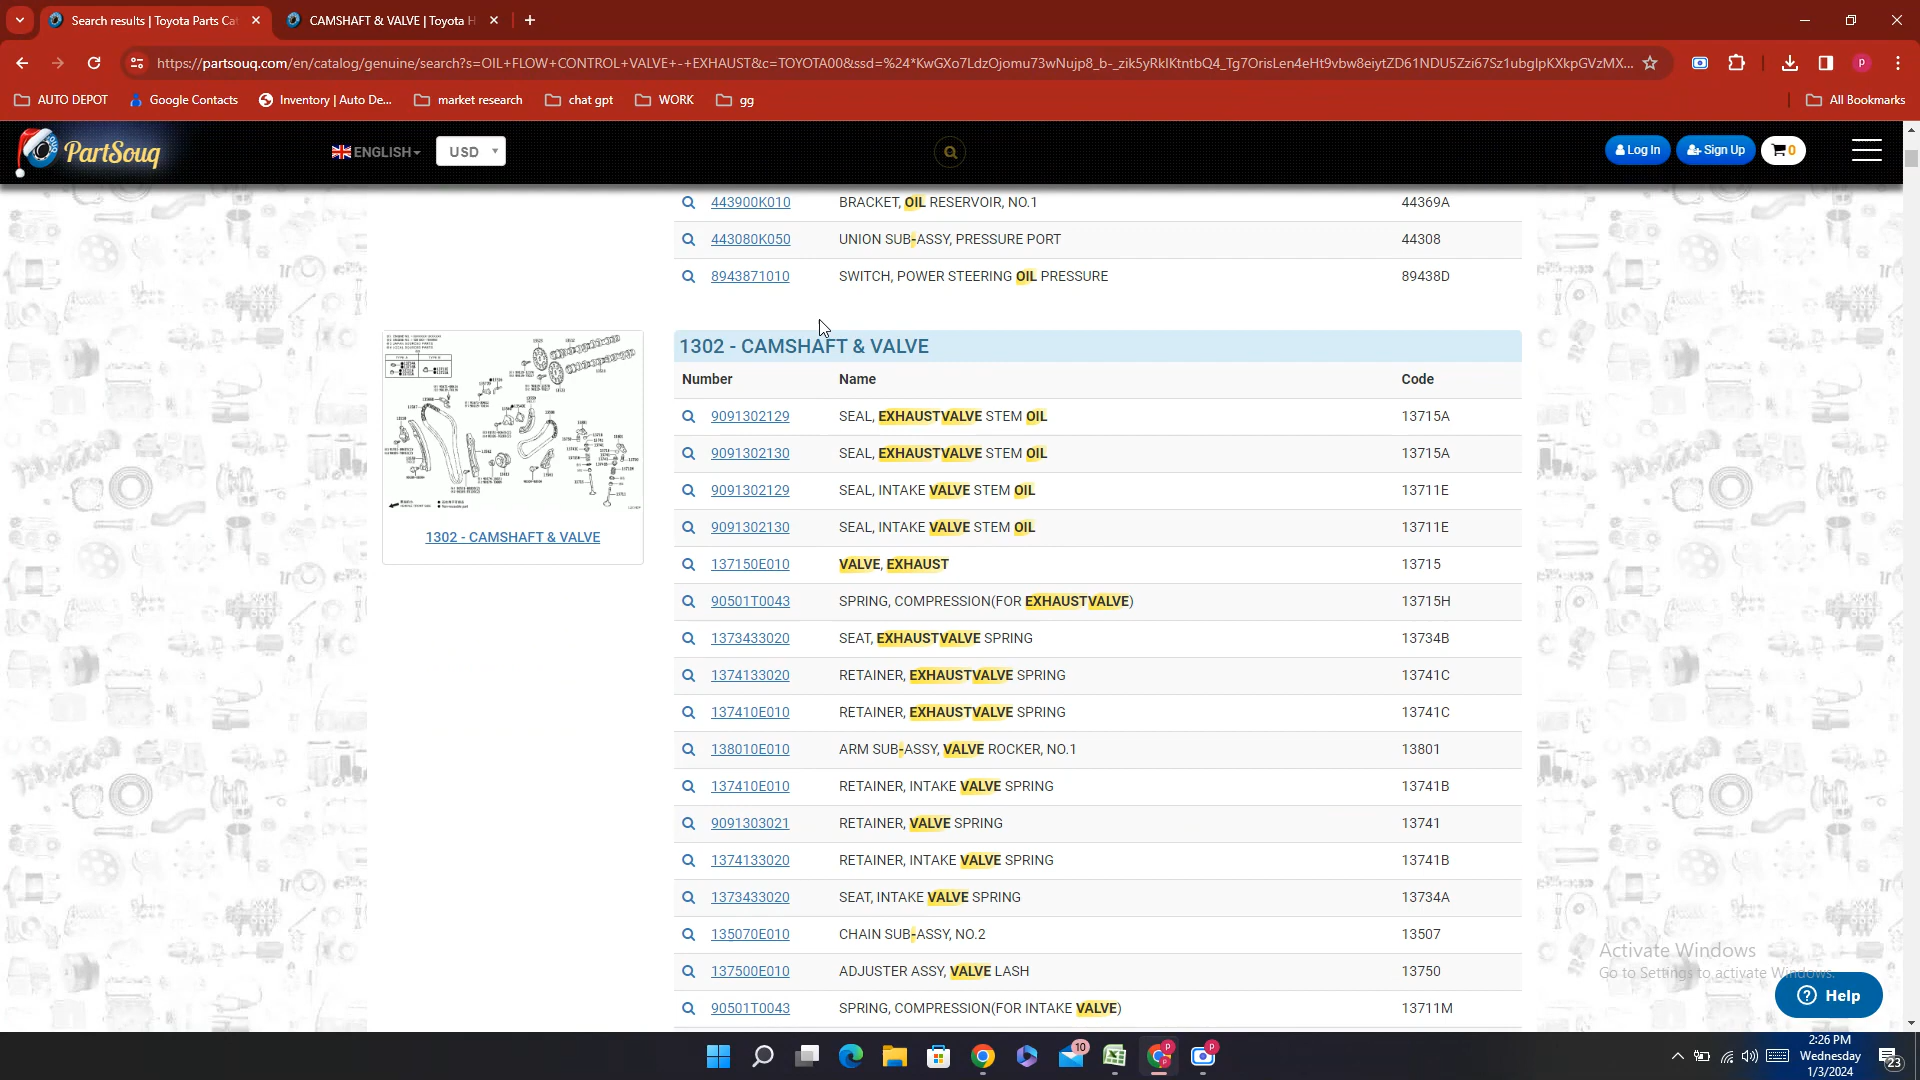 Search results | Toyota Parts Cat
CAMSHAFT & VALVE | Toyota H
https://partsouq.com/en/catalog/genuine/search?s=OIL+FLOW+CONTROL+VALVE+-+EXHAUST&c=TOYOTA00&ssd=%24*KwGXo7LdzOjomu73wNujp8_b-_zik5yRkIKtntbQ4_Tg7OrisLen4eHt9vbw8eiytZD61NDU5Zzi67Sz1ubgIpKXkpGVzMX...
AUTO DEPOT
Google Contacts
Inventory | Auto De...
market research
chat gpt
WORK
gg
All Bookmarks
PartSouq
ENGLISH
USD
Log In
Sign Up
0
443900K010 BRACKET, OIL RESERVOIR, NO.1 44369A
443080K050 UNION SUB-ASSY, PRESSURE PORT 44308
8943871010 SWITCH, POWER STEERING OIL PRESSURE 89438D
1302 - CAMSHAFT & VALVE
1302 - CAMSHAFT & VALVE
Number Name Code
9091302129 SEAL, EXHAUSTVALVE STEM OIL 13715A
9091302130 SEAL, EXHAUSTVALVE STEM OIL 13715A
9091302129 SEAL, INTAKE VALVE STEM OIL 13711E
9091302130 SEAL, INTAKE VALVE STEM OIL 13711E
137150E010 VALVE, EXHAUST 13715
90501T0043 SPRING, COMPRESSION(FOR EXHAUSTVALVE) 13715H
1373433020 SEAT, EXHAUSTVALVE SPRING 13734B
1374133020 RETAINER, EXHAUSTVALVE SPRING 13741C
137410E010 RETAINER, EXHAUSTVALVE SPRING 13741C
138010E010 ARM SUB-ASSY, VALVE ROCKER, NO.1 13801
137410E010 RETAINER, INTAKE VALVE SPRING 13741B
9091303021 RETAINER, VALVE SPRING 13741
1374133020 RETAINER, INTAKE VALVE SPRING 13741B
1373433020 SEAT, INTAKE VALVE SPRING 13734A
135070E010 CHAIN SUB-ASSY, NO.2 13507
137500E010 ADJUSTER ASSY, VALVE LASH 13750
90501T0043 SPRING, COMPRESSION(FOR INTAKE VALVE) 13711M
Activate Windows
Go to Settings to activate Windows.
Help
10
2:26 PM
Wednesday
1/3/2024
23